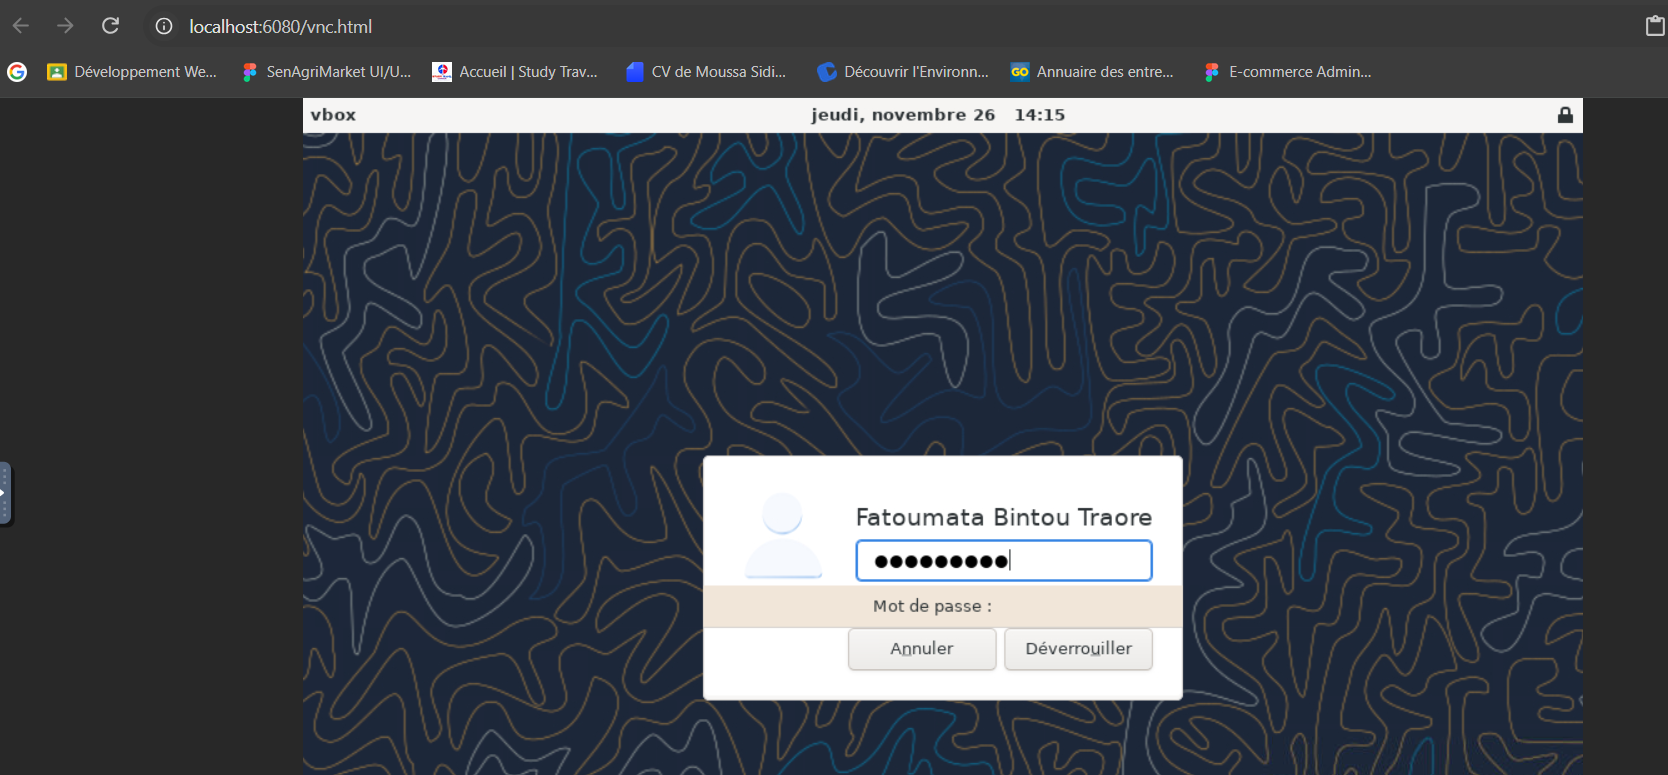 localhost:6080/vnc.html
Développement We...
SenAgriMarket UI/U...
Accueil | Study Trav...
CV de Moussa Sidi...
Découvrir l'Environn...
GO
Annuaire des entre...
E-commerce Admin...
vbox
jeudi, novembre 26 14:15
Fatoumata Bintou Traore
Mot de passe :
Annuler
Déverrouiller